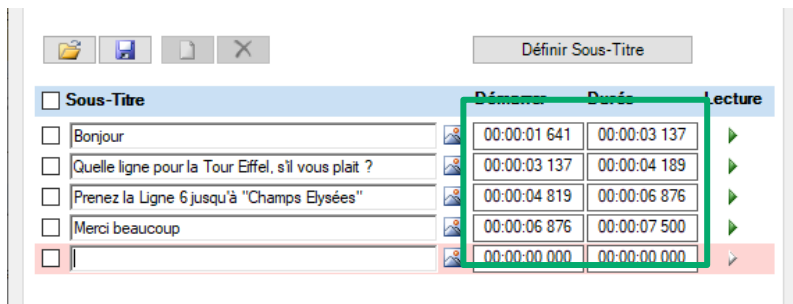 Définir Sous-Titre
Sous-Titre Démarrer Durée Lecture
Bonjour 00:00:01 641 00:00:03 137
Quelle ligne pour la Tour Eiffel, s'il vous plait ? 00:00:03 137 00:00:04 189
Prenez la Ligne 6 jusqu'à "Champs Elysées" 00:00:04 819 00:00:06 876
Merci beaucoup 00:00:06 876 00:00:07 500
00:00:00 000 00:00:00 000